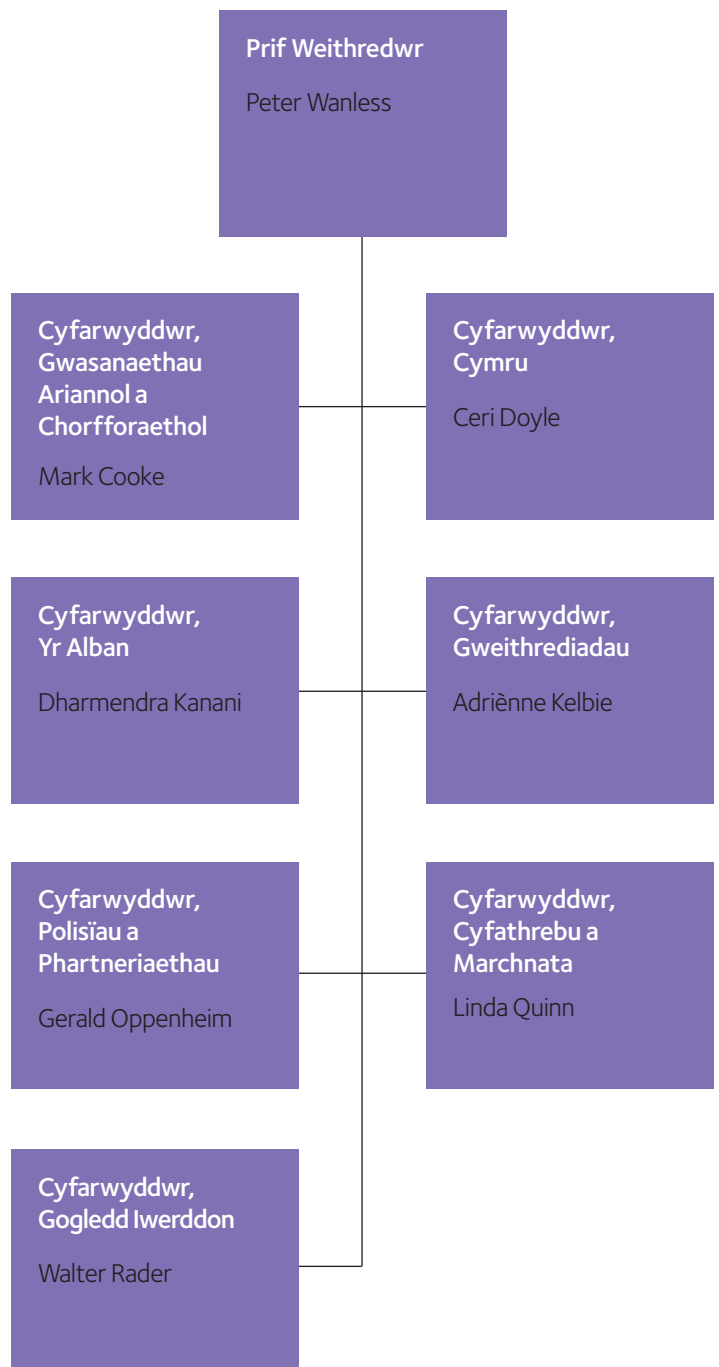 Prif Weithredwr
Peter Wanless
Cyfarwyddwr,
Gwasanaethau
Ariannol a
Chorfforaethol
Mark Cooke
Cyfarwyddwr,
Cymru
Ceri Doyle
Cyfarwyddwr,
Yr Alban
Dharmendra Kanani
Cyfarwyddwr,
Gweithrediadau
Adriènne Kelbie
Cyfarwyddwr,
Polisïau a
Phartneriaethau
Gerald Oppenheim
Cyfarwyddwr,
Cyfathrebu a
Marchnata
Linda Quinn
Cyfarwyddwr,
Gogledd Iwerddon
Walter Rader